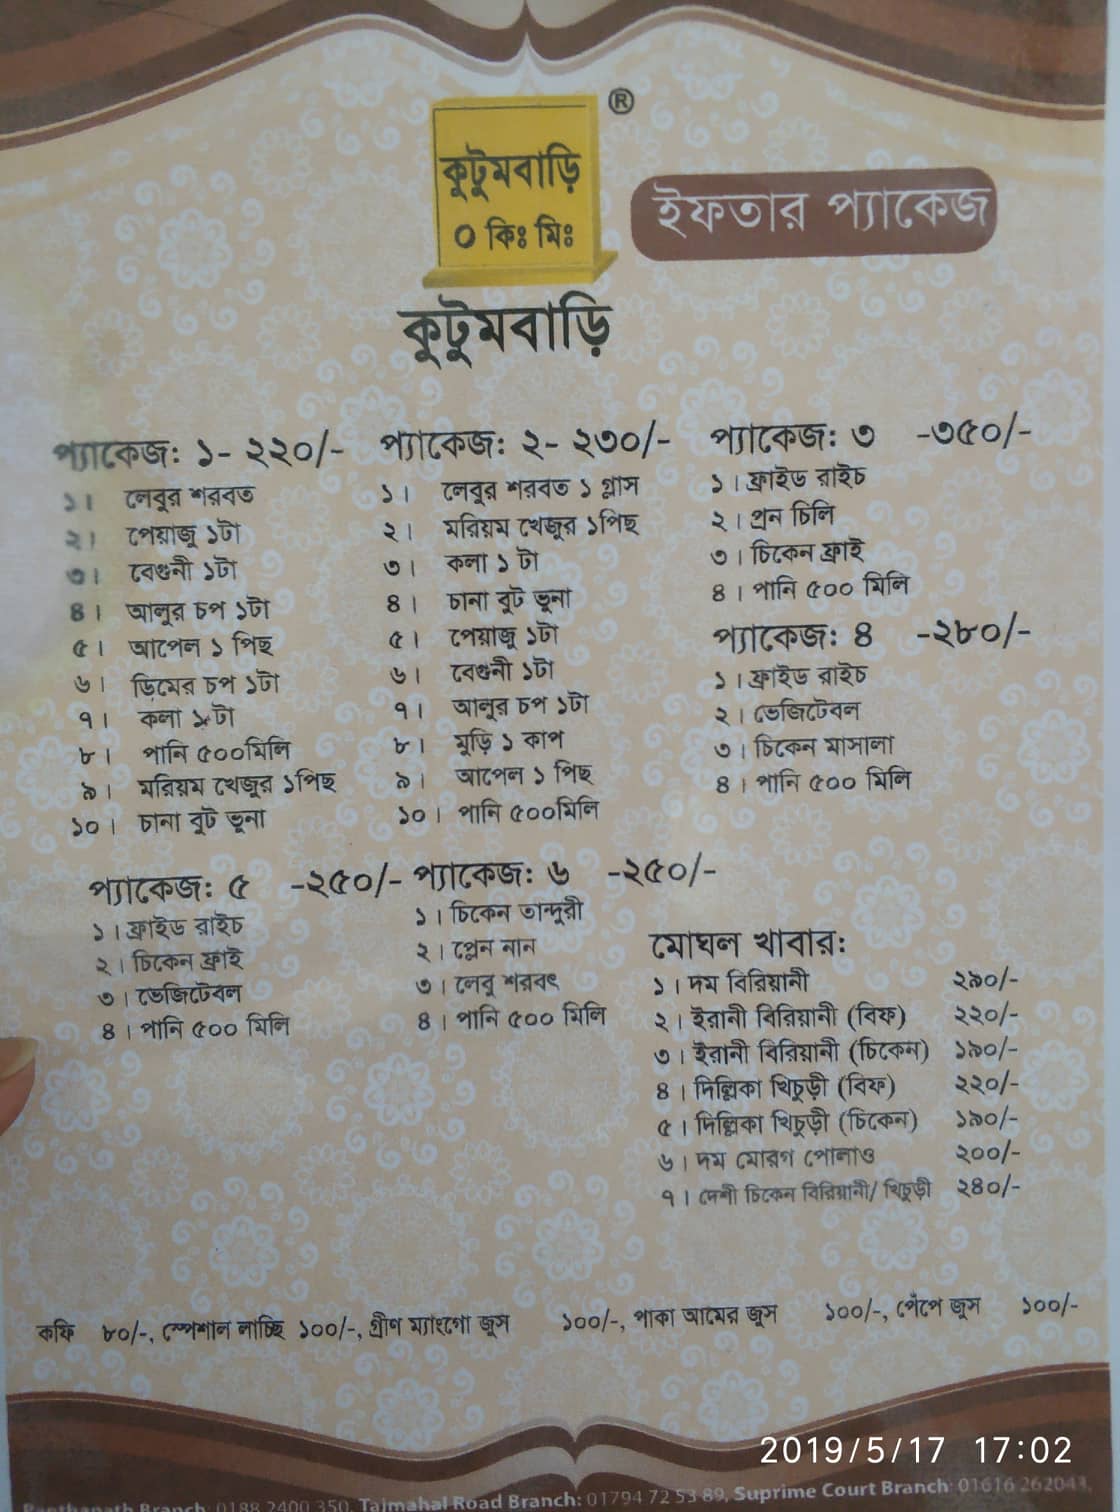 কুটুমবাড়ি
০ কিঃ মিঃ
®
ইফতার প্যাকেজ
কুটুমবাড়ি
প্যাকেজ: ১- ২২০/-
১। লেবুর শরবত
২। পেয়াজু ১টা
৩। বেগুনী ১টা
৪। আলুর চপ ১টা
৫। আপেল ১ পিছ
৬। ডিমের চপ ১টা
৭। কলা ১টা
৮। পানি ৫০০মিলি
৯। মরিয়ম খেজুর ১পিছ
১০। চানা বুট ভুনা
প্যাকেজ: ২- ২৩০/-
১। লেবুর শরবত ১ গ্লাস
২। মরিয়ম খেজুর ১পিছ
৩। কলা ১ টা
৪। চানা বুট ভুনা
৫। পেয়াজু ১টা
৬। বেগুনী ১টা
৭। আলুর চপ ১টা
৮। মুড়ি ১ কাপ
৯। আপেল ১ পিছ
১০। পানি ৫০০মিলি
প্যাকেজ: ৩ -৩৫০/-
১। ফ্রাইড রাইচ
২। প্রন চিলি
৩। চিকেন ফ্রাই
৪। পানি ৫০০ মিলি
প্যাকেজ: ৪ -২৮০/-
১। ফ্রাইড রাইচ
২। ভেজিটেবল
৩। চিকেন মাসালা
৪। পানি ৫০০ মিলি
প্যাকেজ: ৫ -২৫০/-
১। ফ্রাইড রাইচ
২। চিকেন ফ্রাই
৩। ভেজিটেবল
৪। পানি ৫০০ মিলি
প্যাকেজ: ৬ -২৫০/-
১। চিকেন তান্দুরী
২। প্লেন নান
৩। লেবু শরবৎ
৪। পানি ৫০০ মিলি
মোঘল খাবার:
১। দম বিরিয়ানী ২৯০/-
২। ইরানী বিরিয়ানী (বিফ) ২২০/-
৩। ইরানী বিরিয়ানী (চিকেন) ১৯০/-
৪। দিল্লিকা খিচুড়ী (বিফ) ২২০/-
৫। দিল্লিকা খিচুড়ী (চিকেন) ১৯০/-
৬। দম মোরগ পোলাও ২০০/-
৭। দেশী চিকেন বিরিয়ানী/ খিচুড়ী ২৪০/-
কফি ৮০/-, স্পেশাল লাচ্ছি ১০০/-, গ্রীণ ম্যাংগো জুস ১০০/-, পাকা আমের জুস ১০০/-, পেঁপে জুস ১০০/-
2019/5/17 17:02
Panthapath Branch: 0188 2400 350, Tajmahal Road Branch: 01794 72 53 89, Suprime Court Branch: 01616 262043,